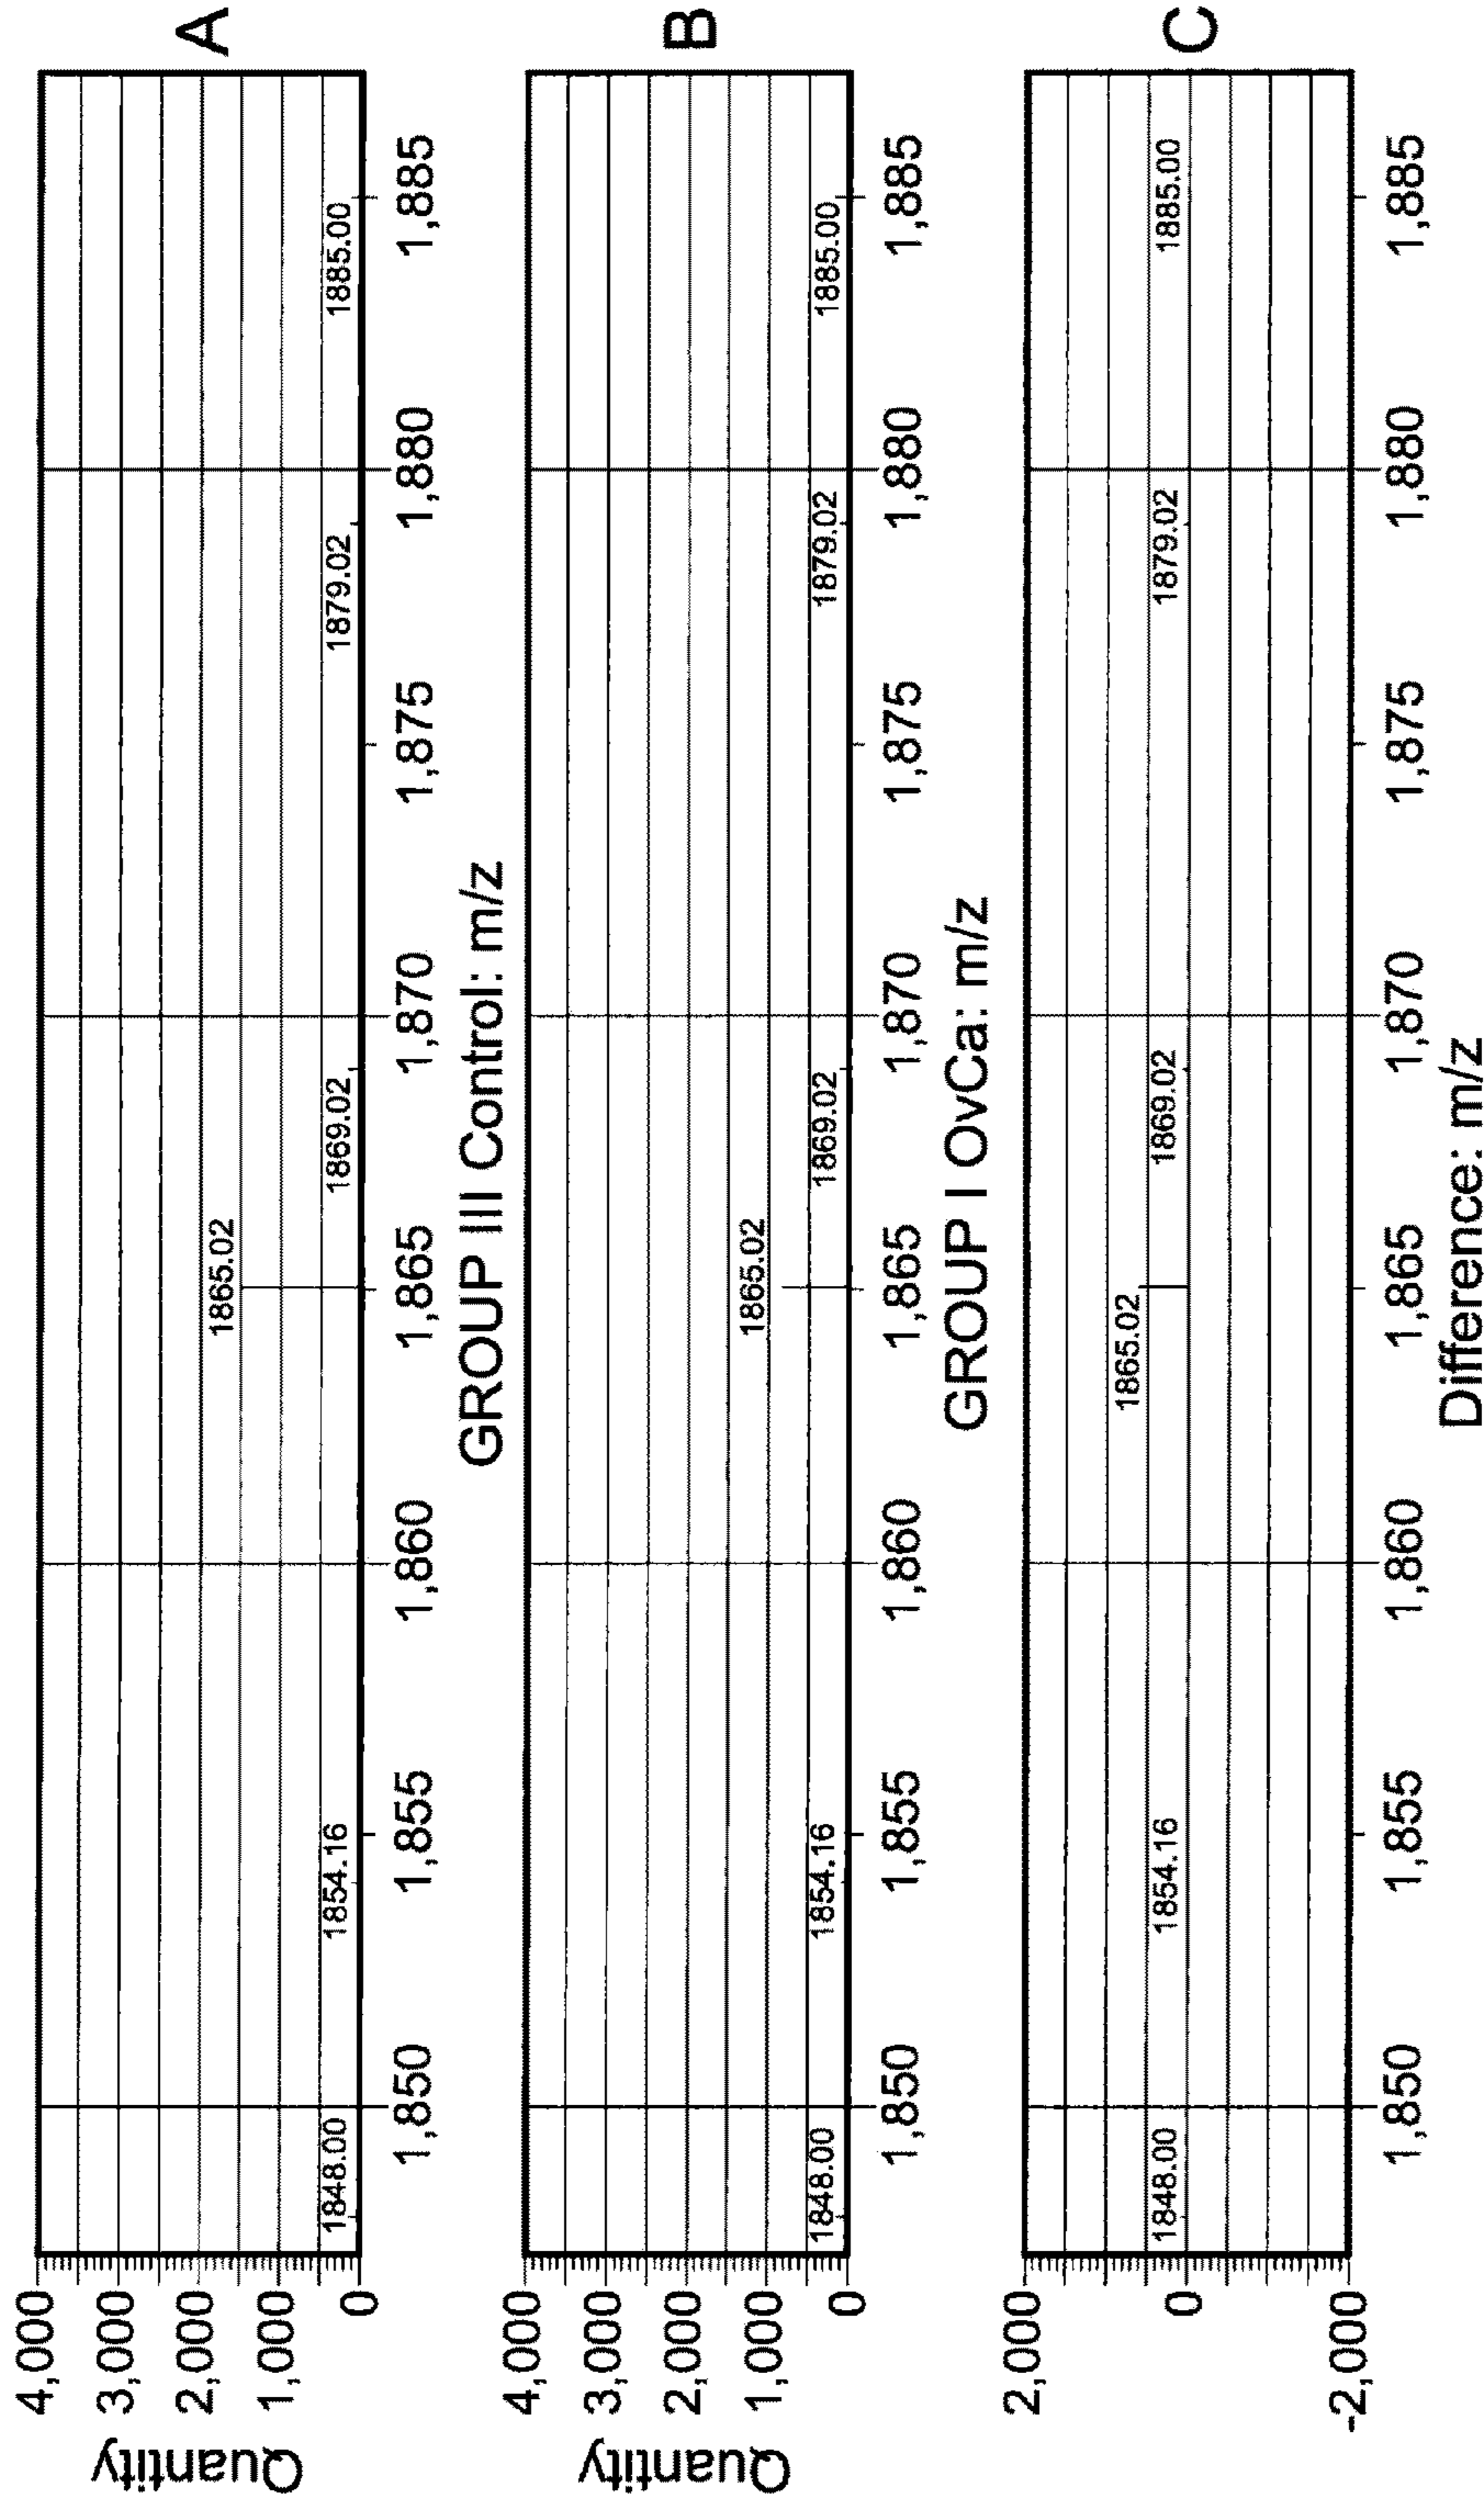 A
Quantity
4,000
3,000
2,000
1,000
0
1848.00
1854.16
1865.02
1869.02
1879.02
1885.00
1,850 1,855 1,860 1,865 1,870 1,875 1,880 1,885
GROUP III Control: m/z
B
Quantity
4,000
3,000
2,000
1,000
0
1848.00
1854.16
1865.02
1869.02
1879.02
1885.00
1,850 1,855 1,860 1,865 1,870 1,875 1,880 1,885
GROUP I OvCa: m/z
C
2,000
0
-2,000
1848.00
1854.16
1865.02
1869.02
1879.02
1885.00
1,850 1,855 1,860 1,865 1,870 1,875 1,880 1,885
Difference: m/z